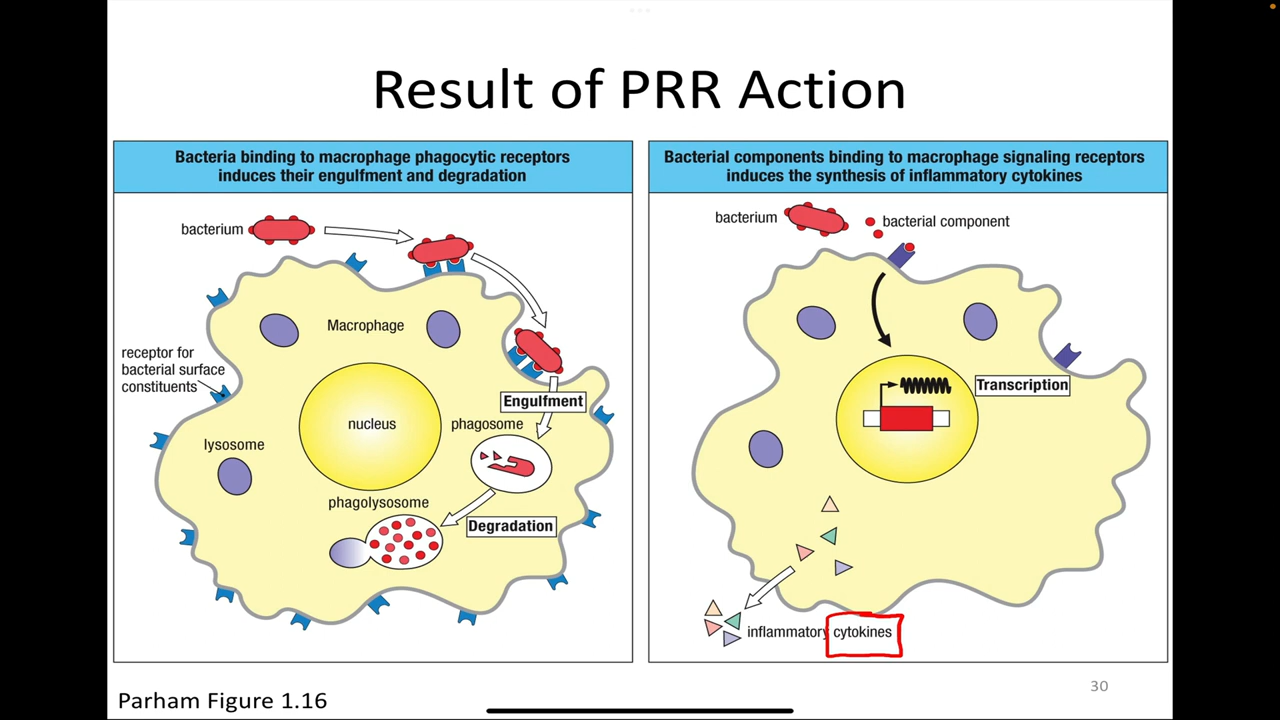 Result of PRR Action
Bacteria binding to macrophage phagocytic receptors
induces their engulfment and degradation
bacterium
Macrophage
receptor for
bacterial surface
constituents
Engulfment
nucleus
phagosome
lysosome
phagolysosome
Degradation
Bacterial components binding to macrophage signaling receptors
induces the synthesis of inflammatory cytokines
bacterium
bacterial component
Transcription
inflammatory cytokines
30
Parham Figure 1.16